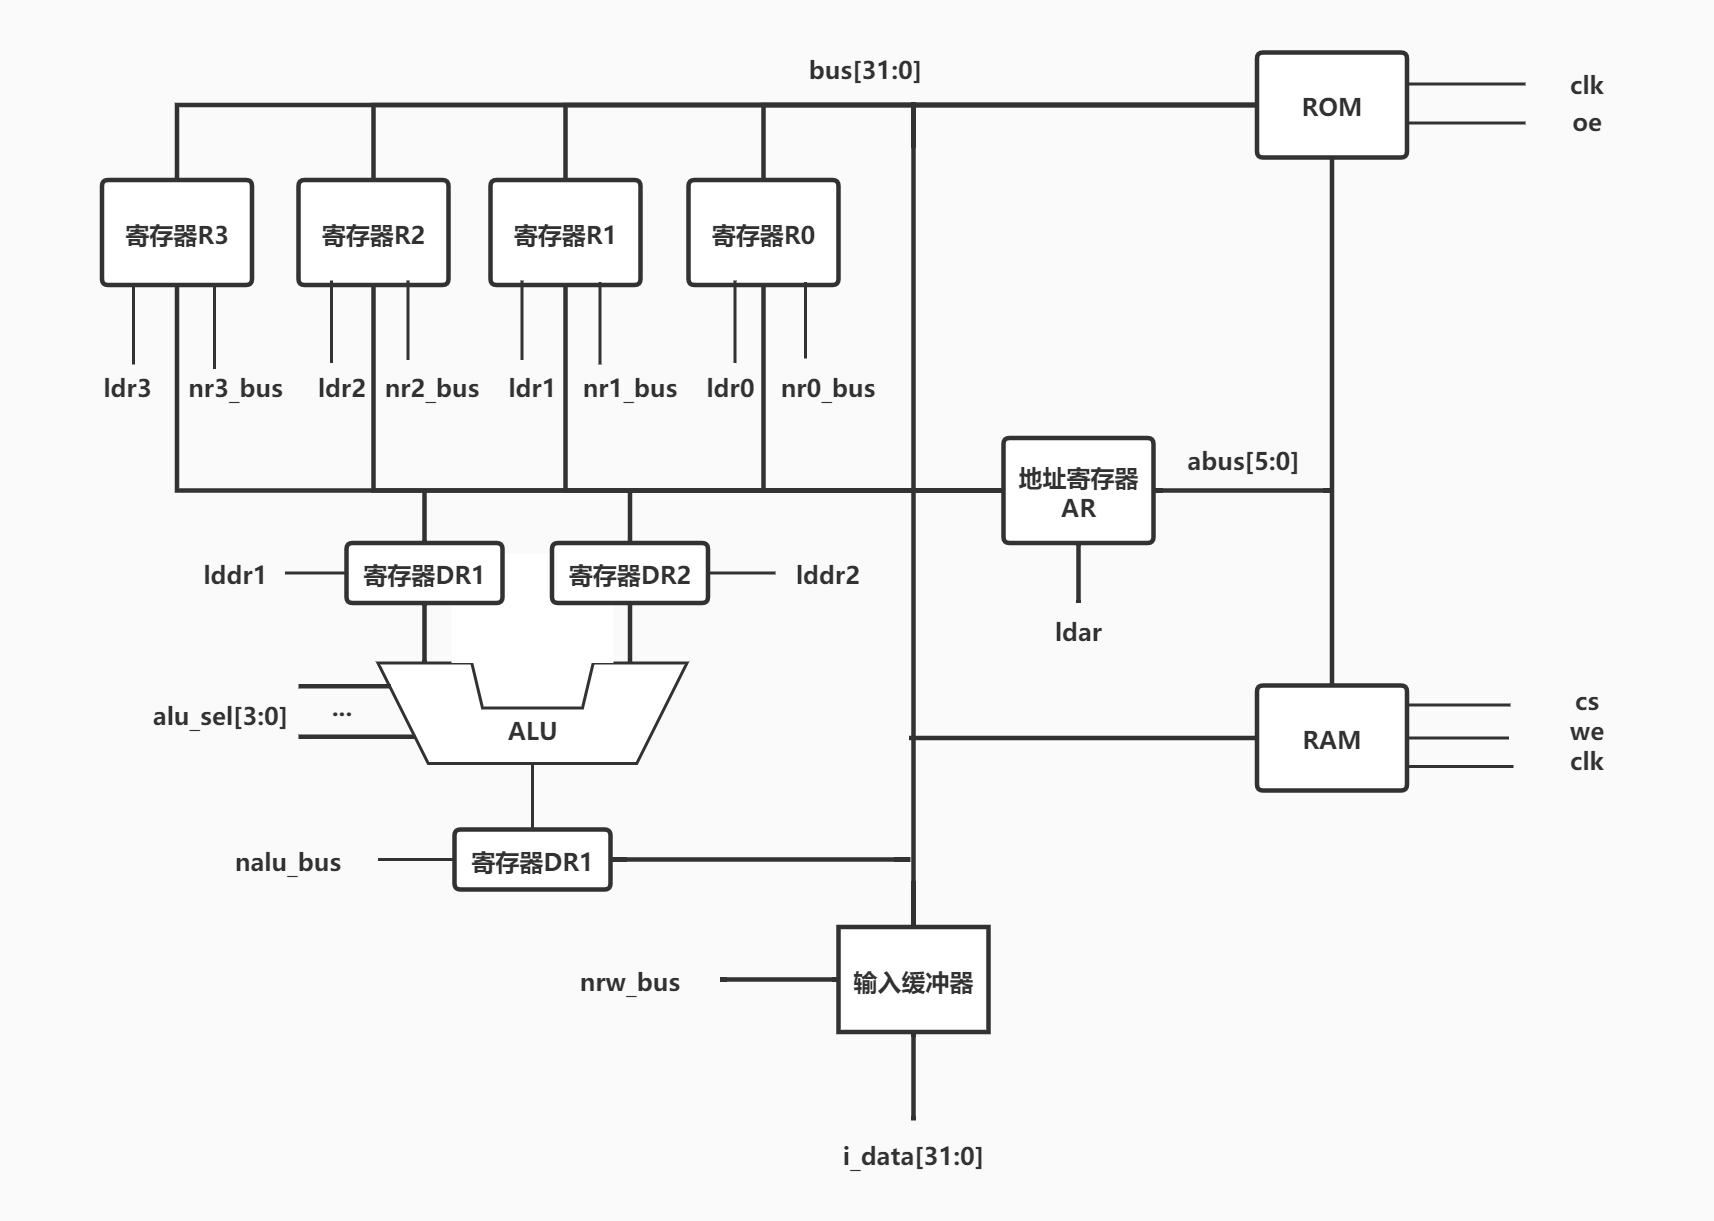 bus[31:0]
ROM
clk
oe
寄存器R3
寄存器R2
寄存器R1
寄存器R0
ldr3
nr3_bus
ldr2
nr2_bus
ldr1
nr1_bus
ldr0
nr0_bus
地址寄存器
AR
abus[5:0]
lddr1
寄存器DR1
寄存器DR2
lddr2
ldar
alu_sel[3:0]
...
ALU
RAM
cs
we
clk
nalu_bus
寄存器DR1
nrw_bus
输入缓冲器
i_data[31:0]